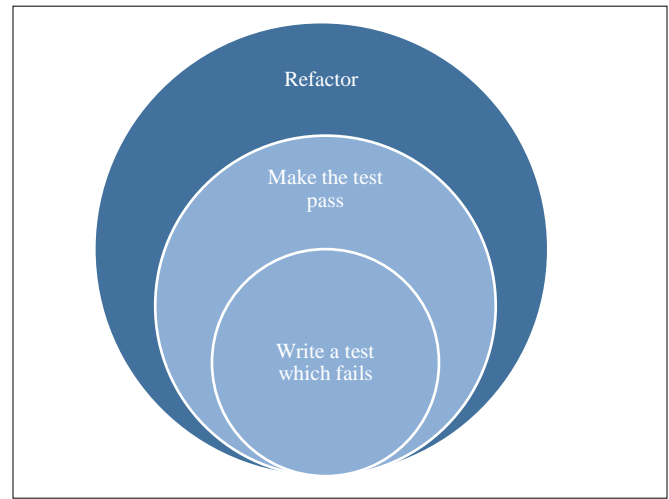 Refactor
Make the test
pass
Write a test
which fails